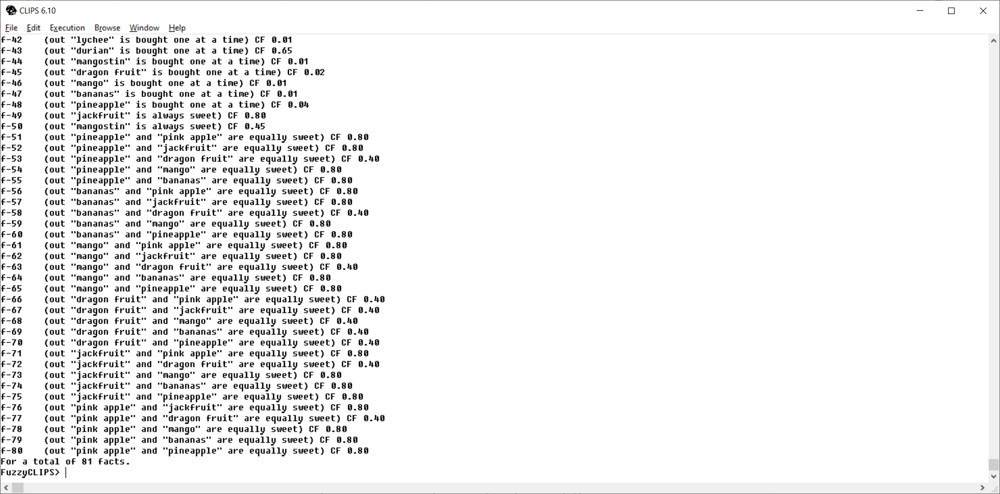 CLIPS 6.10
File Edit Execution Browse Window Help
f-42    (out "lychee" is bought one at a time) CF 0.01
f-43    (out "durian" is bought one at a time) CF 0.65
f-44    (out "mangostin" is bought one at a time) CF 0.01
f-45    (out "dragon fruit" is bought one at a time) CF 0.02
f-46    (out "mango" is bought one at a time) CF 0.01
f-47    (out "bananas" is bought one at a time) CF 0.01
f-48    (out "pineapple" is bought one at a time) CF 0.04
f-49    (out "jackfruit" is always sweet) CF 0.80
f-50    (out "mangostin" is always sweet) CF 0.45
f-51    (out "pineapple" and "pink apple" are equally sweet) CF 0.80
f-52    (out "pineapple" and "jackfruit" are equally sweet) CF 0.80
f-53    (out "pineapple" and "dragon fruit" are equally sweet) CF 0.40
f-54    (out "pineapple" and "mango" are equally sweet) CF 0.80
f-55    (out "pineapple" and "bananas" are equally sweet) CF 0.80
f-56    (out "bananas" and "pink apple" are equally sweet) CF 0.80
f-57    (out "bananas" and "jackfruit" are equally sweet) CF 0.80
f-58    (out "bananas" and "dragon fruit" are equally sweet) CF 0.40
f-59    (out "bananas" and "mango" are equally sweet) CF 0.80
f-60    (out "bananas" and "pineapple" are equally sweet) CF 0.80
f-61    (out "mango" and "pink apple" are equally sweet) CF 0.80
f-62    (out "mango" and "jackfruit" are equally sweet) CF 0.80
f-63    (out "mango" and "dragon fruit" are equally sweet) CF 0.40
f-64    (out "mango" and "bananas" are equally sweet) CF 0.80
f-65    (out "mango" and "pineapple" are equally sweet) CF 0.80
f-66    (out "dragon fruit" and "pink apple" are equally sweet) CF 0.40
f-67    (out "dragon fruit" and "jackfruit" are equally sweet) CF 0.40
f-68    (out "dragon fruit" and "mango" are equally sweet) CF 0.40
f-69    (out "dragon fruit" and "bananas" are equally sweet) CF 0.40
f-70    (out "dragon fruit" and "pineapple" are equally sweet) CF 0.40
f-71    (out "jackfruit" and "pink apple" are equally sweet) CF 0.80
f-72    (out "jackfruit" and "dragon fruit" are equally sweet) CF 0.40
f-73    (out "jackfruit" and "mango" are equally sweet) CF 0.80
f-74    (out "jackfruit" and "bananas" are equally sweet) CF 0.80
f-75    (out "jackfruit" and "pineapple" are equally sweet) CF 0.80
f-76    (out "pink apple" and "jackfruit" are equally sweet) CF 0.80
f-77    (out "pink apple" and "dragon fruit" are equally sweet) CF 0.40
f-78    (out "pink apple" and "mango" are equally sweet) CF 0.80
f-79    (out "pink apple" and "bananas" are equally sweet) CF 0.80
f-80    (out "pink apple" and "pineapple" are equally sweet) CF 0.80
For a total of 81 facts.
FuzzyCLIPS>